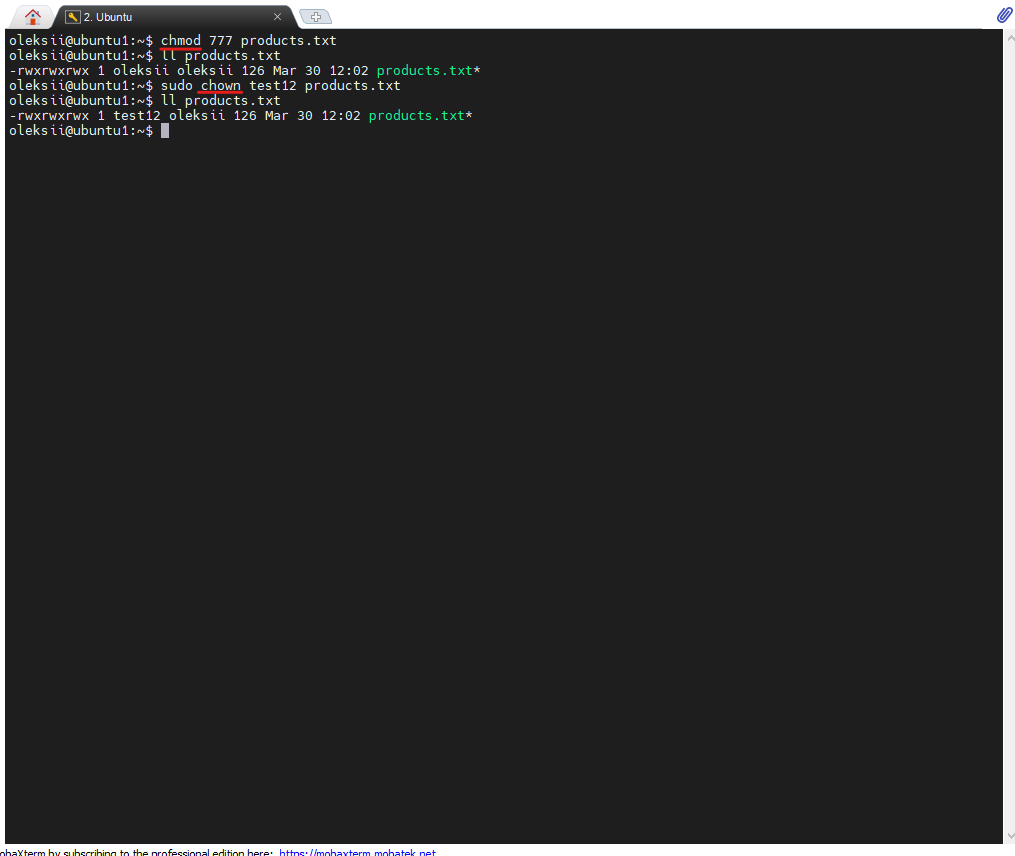 2. Ubuntu
oleksii@ubuntu1:~$ chmod 777 products.txt
oleksii@ubuntu1:~$ ll products.txt
-rwxrwxrwx 1 oleksii oleksii 126 Mar 30 12:02 products.txt*
oleksii@ubuntu1:~$ sudo chown test12 products.txt
oleksii@ubuntu1:~$ ll products.txt
-rwxrwxrwx 1 test12 oleksii 126 Mar 30 12:02 products.txt*
oleksii@ubuntu1:~$
obaXterm by subscribing to the professional edition here: https://mobaxterm.mobatek.net